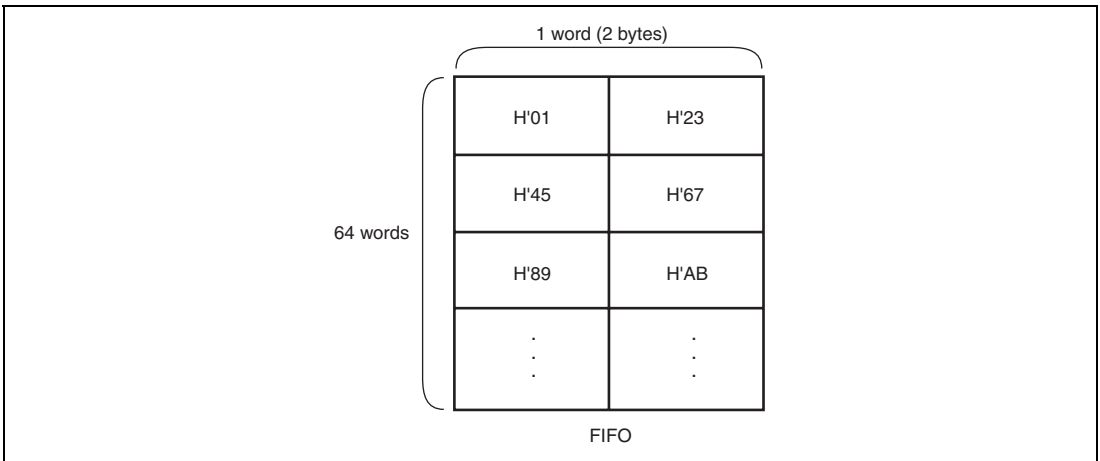 1 word (2 bytes)
H'01 H'23
H'45 H'67
64 words
H'89 H'AB
. .
. .
. .
FIFO